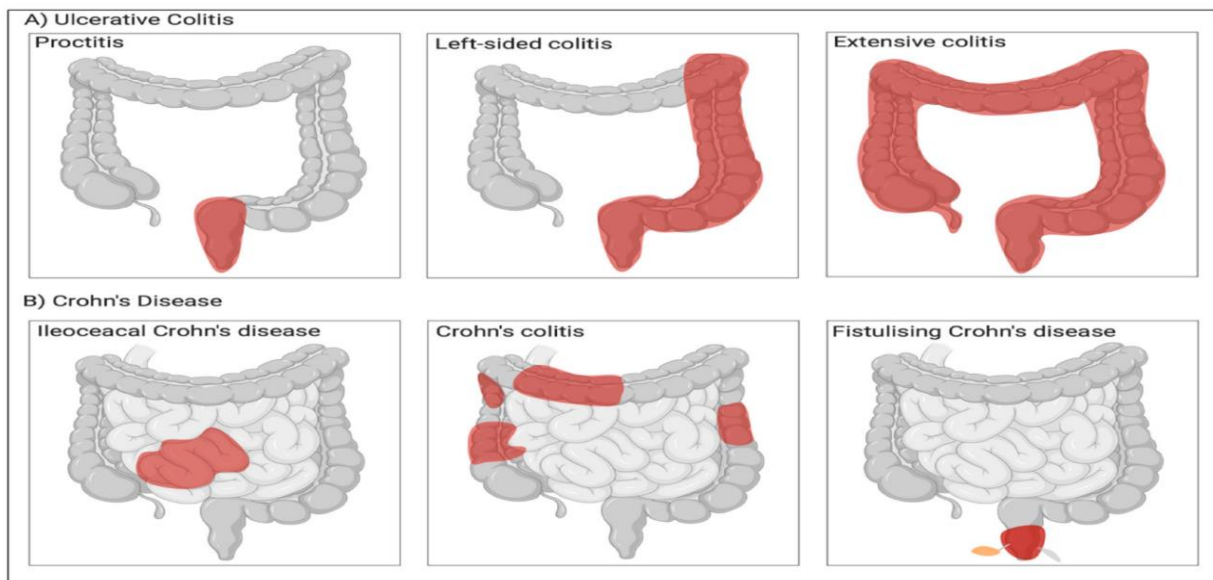 A) Ulcerative Colitis
Proctitis
Left-sided colitis
Extensive colitis
B) Crohn's Disease
Ileoceacal Crohn's disease
Crohn's colitis
Fistulising Crohn's disease